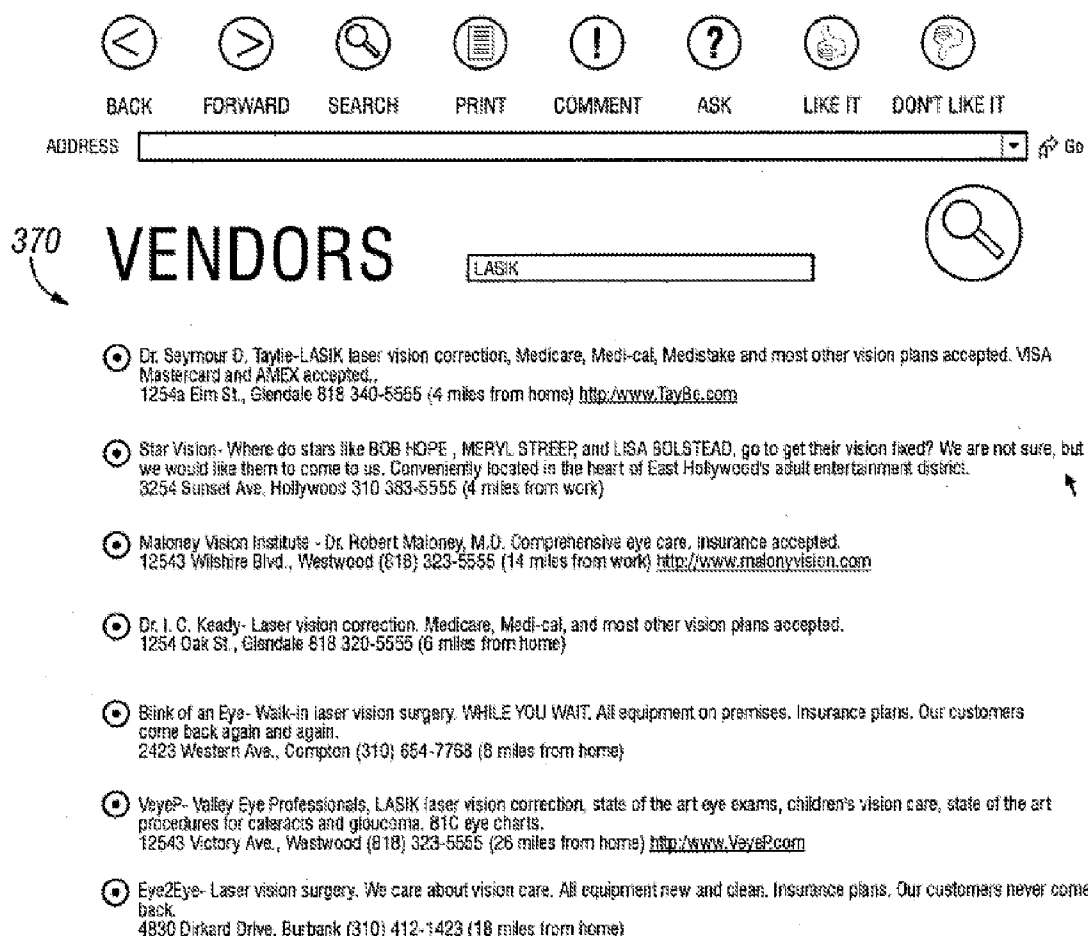 BACK FORWARD SEARCH PRINT COMMENT ASK LIKE IT DON'T LIKE IT
ADDRESS Go
370 VENDORS LASIK
Dr. Seymour D. Taylie-LASIK laser vision correction, Medicare, Medi-cal, Medistake and most other vision plans accepted. VISA
Mastercard and AMEX accepted..
1254a Elm St., Glendale 818 340-5555 (4 miles from home) http:/www.TayBc.com
Star Vision- Where do stars like BOB HOPE , MERYL STREEP, and LISA SOLSTEAD, go to get their vision fixed? We are not sure, but
we would like them to come to us. Conveniently located in the heart of East Hollywood's adult entertainment district.
3254 Sunset Ave, Hollywood 310 383-5555 (4 miles from work)
Maloney Vision Institute - Dr. Robert Maloney, M.D. Comprehensive eye care, insurance accepted.
12543 Wilshire Blvd., Westwood (818) 323-5555 (14 miles from work) http://www.malonyvision.com
Dr. I. C. Keady- Laser vision correction. Medicare, Medi-cal, and most other vision plans accepted.
1254 Oak St., Glendale 818 320-5555 (6 miles from home)
Blink of an Eye- Walk-in laser vision surgery. WHILE YOU WAIT. All equipment on premises. Insurance plans. Our customers
come back again and again.
2423 Western Ave., Compton (310) 654-7768 (8 miles from home)
VeyeP- Valley Eye Professionals, LASIK laser vision correction, state of the art eye exams, children's vision care, state of the art
procedures for cataracts and gloucoma. 81C eye charts.
12543 Victory Ave., Westwood (818) 323-5555 (26 miles from home) http:/www.VeyeP.com
Eye2Eye- Laser vision surgery. We care about vision care. All equipment new and clean. Insurance plans. Our customers never come
back.
4830 Dirkard Drive, Burbank (310) 412-1423 (18 miles from home)